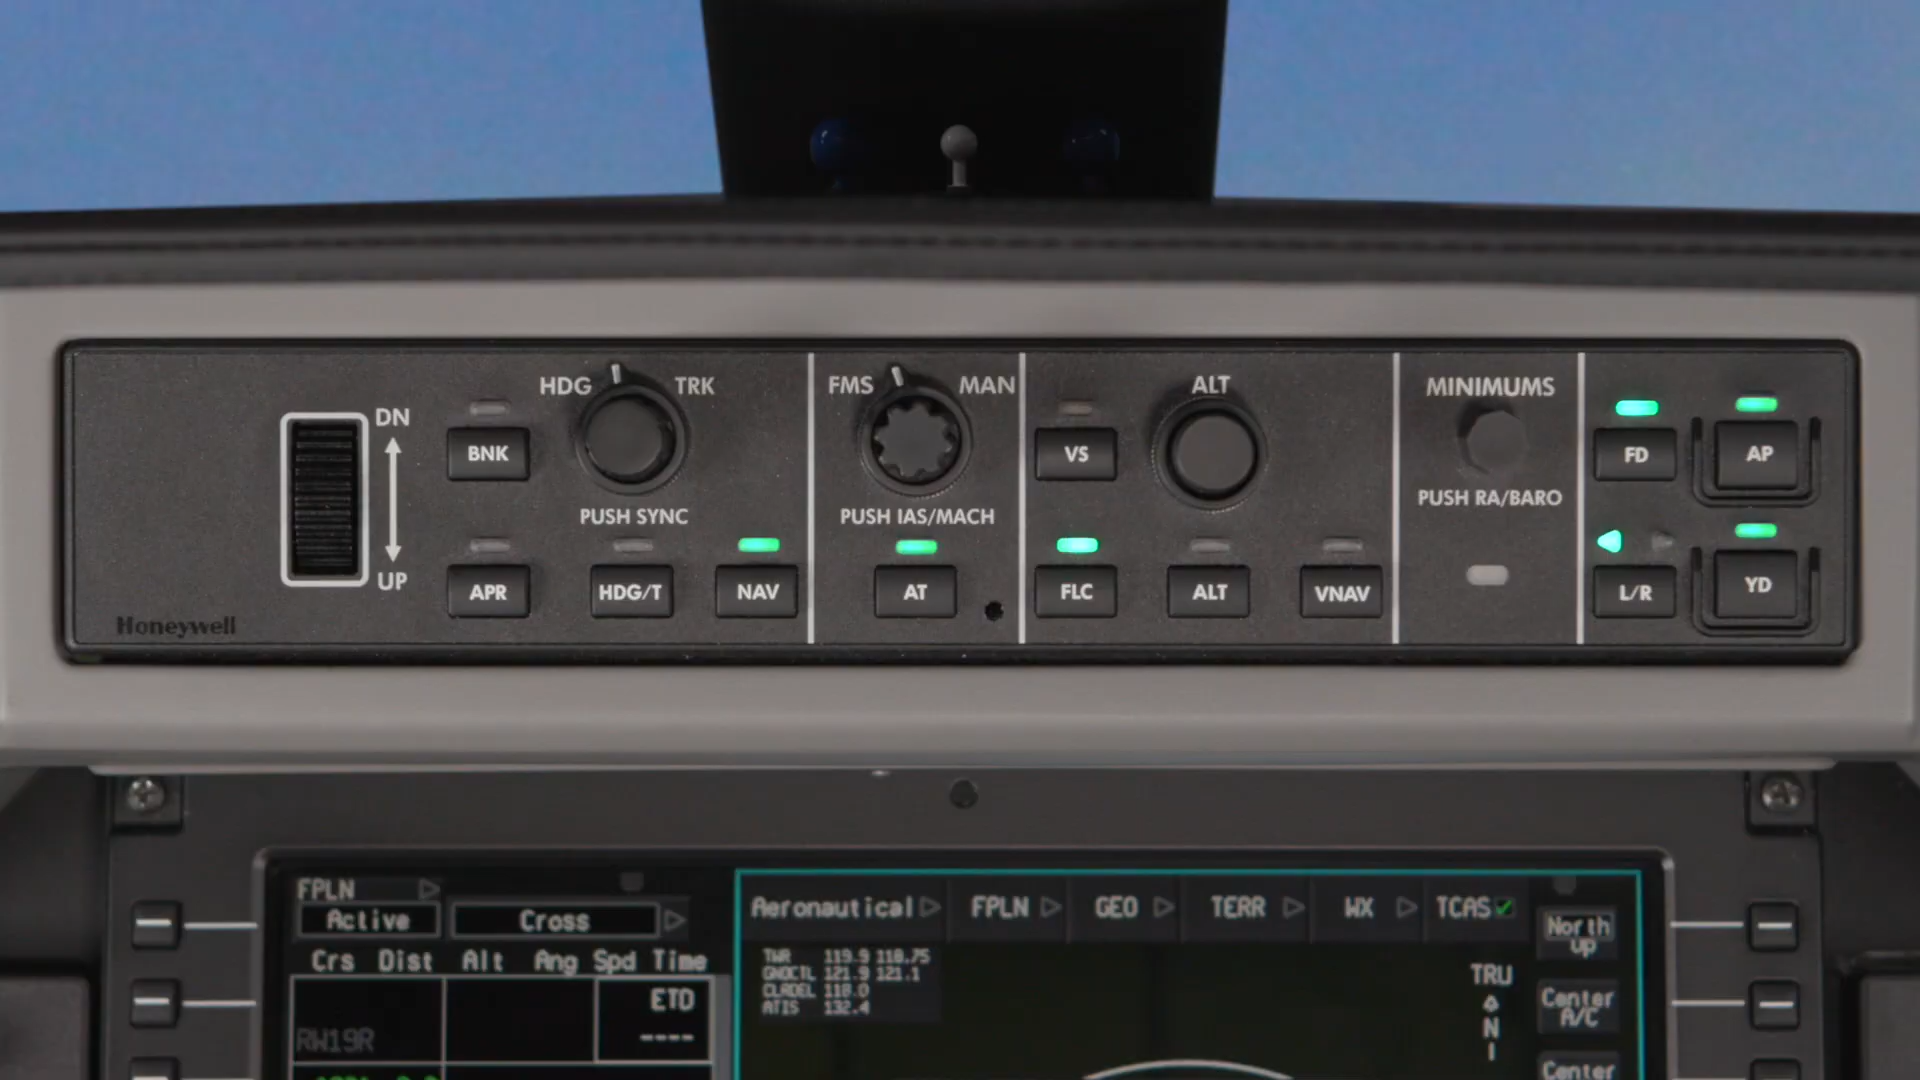 HDG TRK FMS MAN ALT MINIMUMS
DN
BNK VS FD AP
PUSH SYNC PUSH IAS/MACH PUSH RA/BARO
UP
APR HDG/T NAV AT FLC ALT VNAV L/R YD
Honeywell
FPLN
Active Cross
Crs Dist Alt Ang Spd Time
ETD
RW19R ----
Aeronautical FPLN GEO TERR WX TCAS
TWR 119.9 118.75
GNDCTL 121.9 121.1
CLRDEL 118.0
ATIS 132.4
TRU
N
North
up
Center
A/C
Center